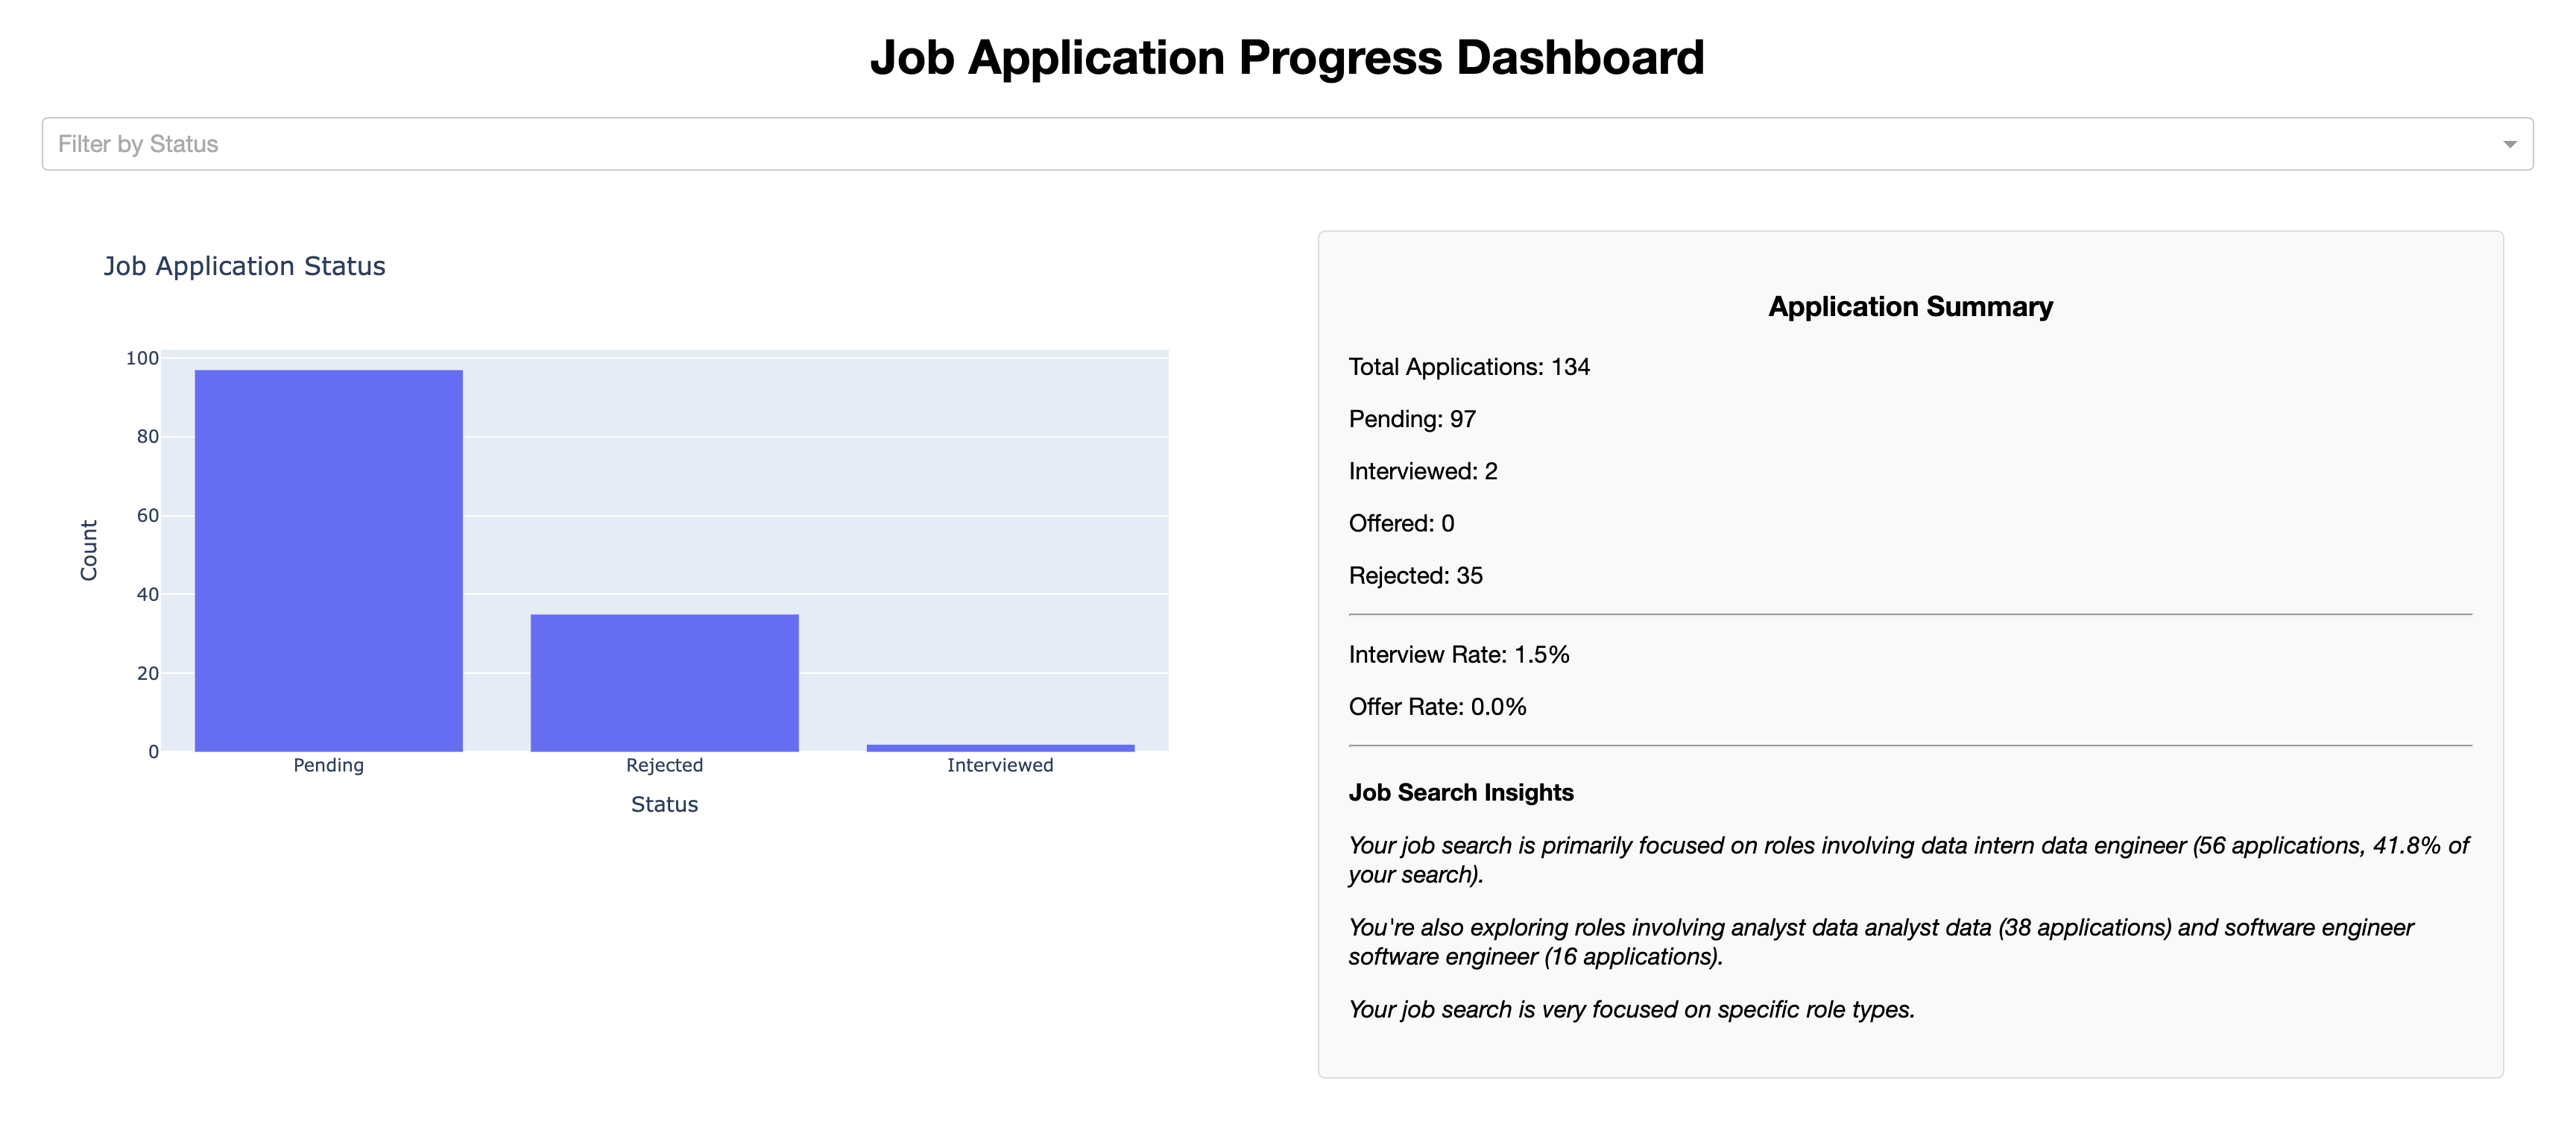 Job Application Progress Dashboard
Filter by Status
Job Application Status
100
80
60
40
20
0
Count
Pending
Rejected
Interviewed
Status
Application Summary
Total Applications: 134
Pending: 97
Interviewed: 2
Offered: 0
Rejected: 35
Interview Rate: 1.5%
Offer Rate: 0.0%
Job Search Insights
Your job search is primarily focused on roles involving data intern data engineer (56 applications, 41.8% of
your search).
You're also exploring roles involving analyst data analyst data (38 applications) and software engineer
software engineer (16 applications).
Your job search is very focused on specific role types.